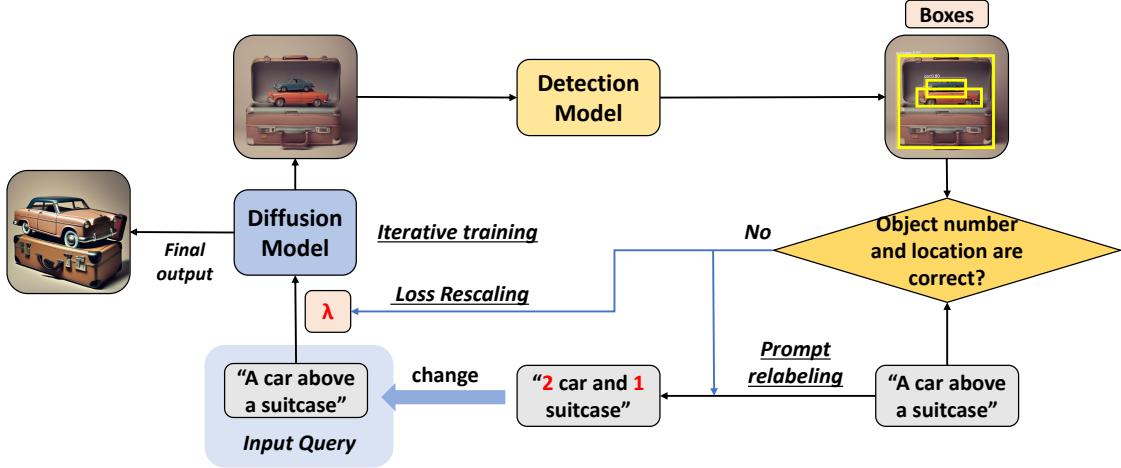 Boxes
Detection
Model
Diffusion
Model
Iterative training
No
Object number
and location are
correct?
Final
output
Loss Rescaling
λ
Prompt
relabeling
"A car above
a suitcase"
change
"2 car and 1
suitcase"
"A car above
a suitcase"
Input Query